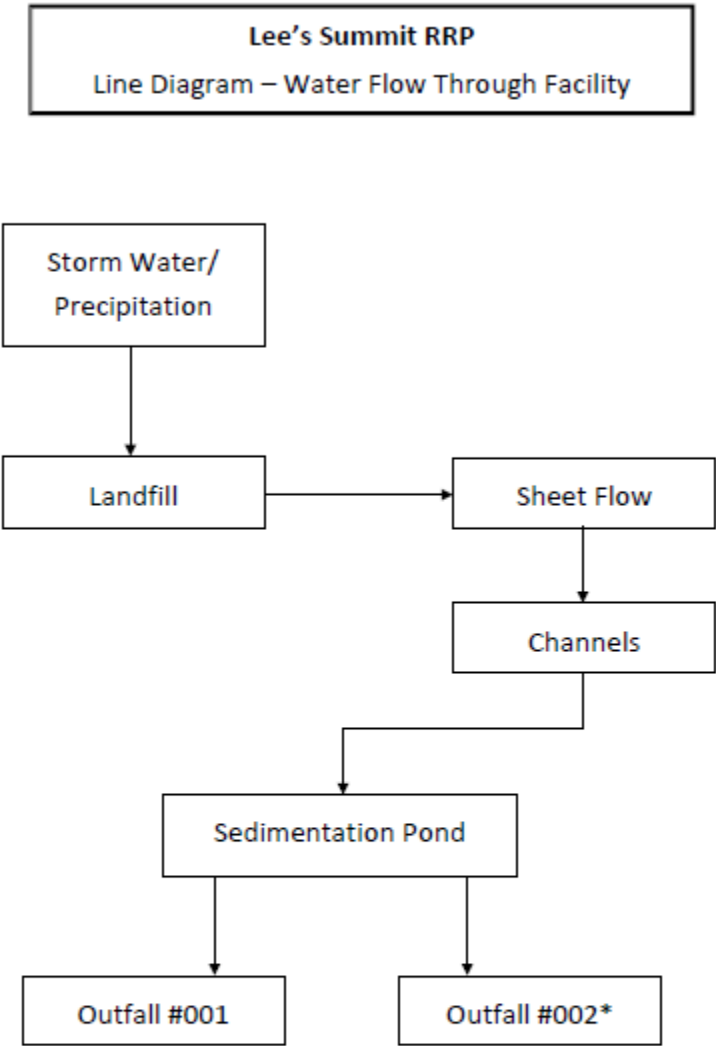 Lee’s Summit RRP
Line Diagram – Water Flow Through Facility
Storm Water/
Precipitation
Landfill
Sheet Flow
Channels
Sedimentation Pond
Outfall #001
Outfall #002*